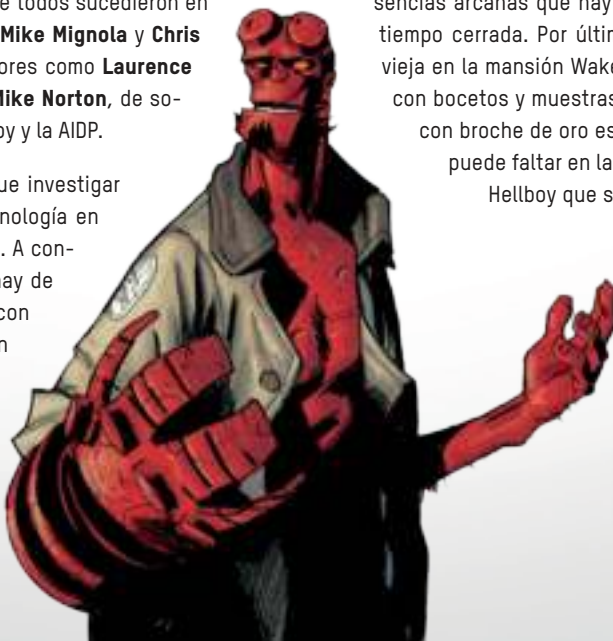 e todos sucedieron en
Mike Mignola y Chris
ores como Laurence
Mike Norton, de so-
oy y la AIDP.
ue investigar
nología en
. A con-
ay de
con
n
sencias arcanas que hay
tiempo cerrada. Por últim
vieja en la mansión Wake
con bocetos y muestras
con broche de oro es
puede faltar en la
Hellboy que s